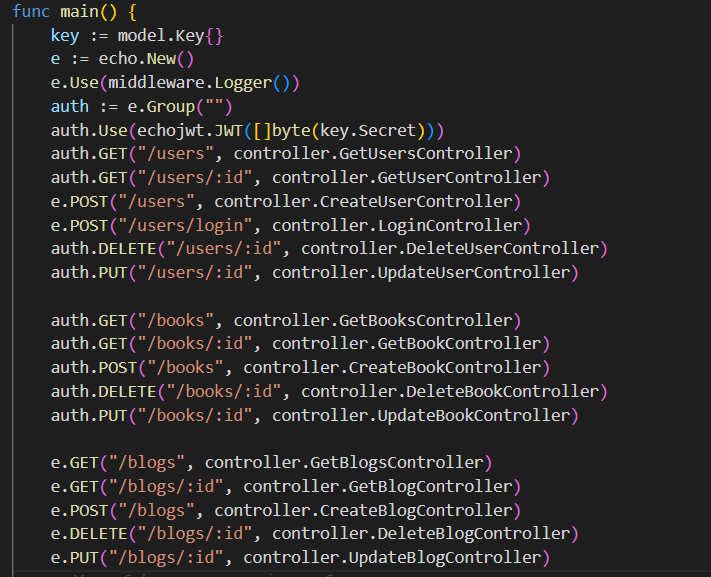 func main() {
    key := model.Key{}
    e := echo.New()
    e.Use(middleware.Logger())
    auth := e.Group("")
    auth.Use(echojwt.JWT([]byte(key.Secret)))
    auth.GET("/users", controller.GetUsersController)
    auth.GET("/users/:id", controller.GetUserController)
    e.POST("/users", controller.CreateUserController)
    e.POST("/users/login", controller.LoginController)
    auth.DELETE("/users/:id", controller.DeleteUserController)
    auth.PUT("/users/:id", controller.UpdateUserController)

    auth.GET("/books", controller.GetBooksController)
    auth.GET("/books/:id", controller.GetBookController)
    auth.POST("/books", controller.CreateBookController)
    auth.DELETE("/books/:id", controller.DeleteBookController)
    auth.PUT("/books/:id", controller.UpdateBookController)

    e.GET("/blogs", controller.GetBlogsController)
    e.GET("/blogs/:id", controller.GetBlogController)
    e.POST("/blogs", controller.CreateBlogController)
    e.DELETE("/blogs/:id", controller.DeleteBlogController)
    e.PUT("/blogs/:id", controller.UpdateBlogController)